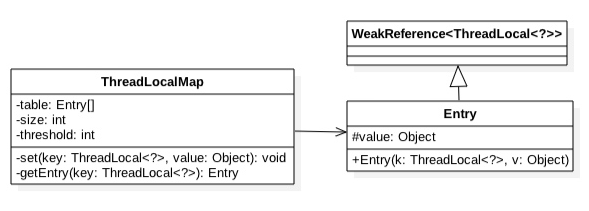 WeakReference<ThreadLocal<?>>
ThreadLocalMap
-table: Entry[]
-size: int
-threshold: int
-set(key: ThreadLocal<?>, value: Object): void
-getEntry(key: ThreadLocal<?>): Entry
Entry
#value: Object
+Entry(k: ThreadLocal<?>, v: Object)